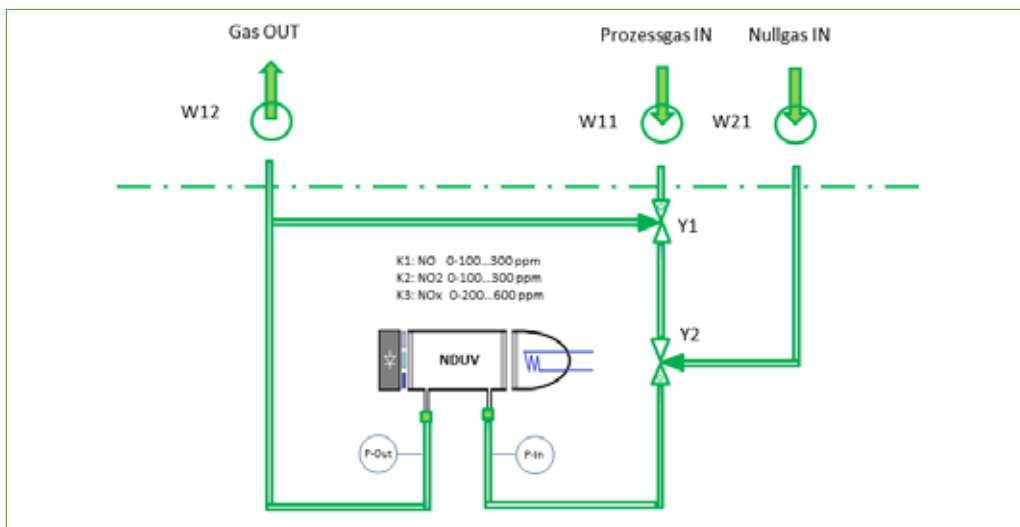 Gas OUT
Prozessgas IN
Nullgas IN
W12
W11
W21
Y1
K1: NO 0-100...300 ppm
K2: NO2 0-100...300 ppm
K3: NOx 0-200...600 ppm
Y2
NDUV
P-Out
P-In